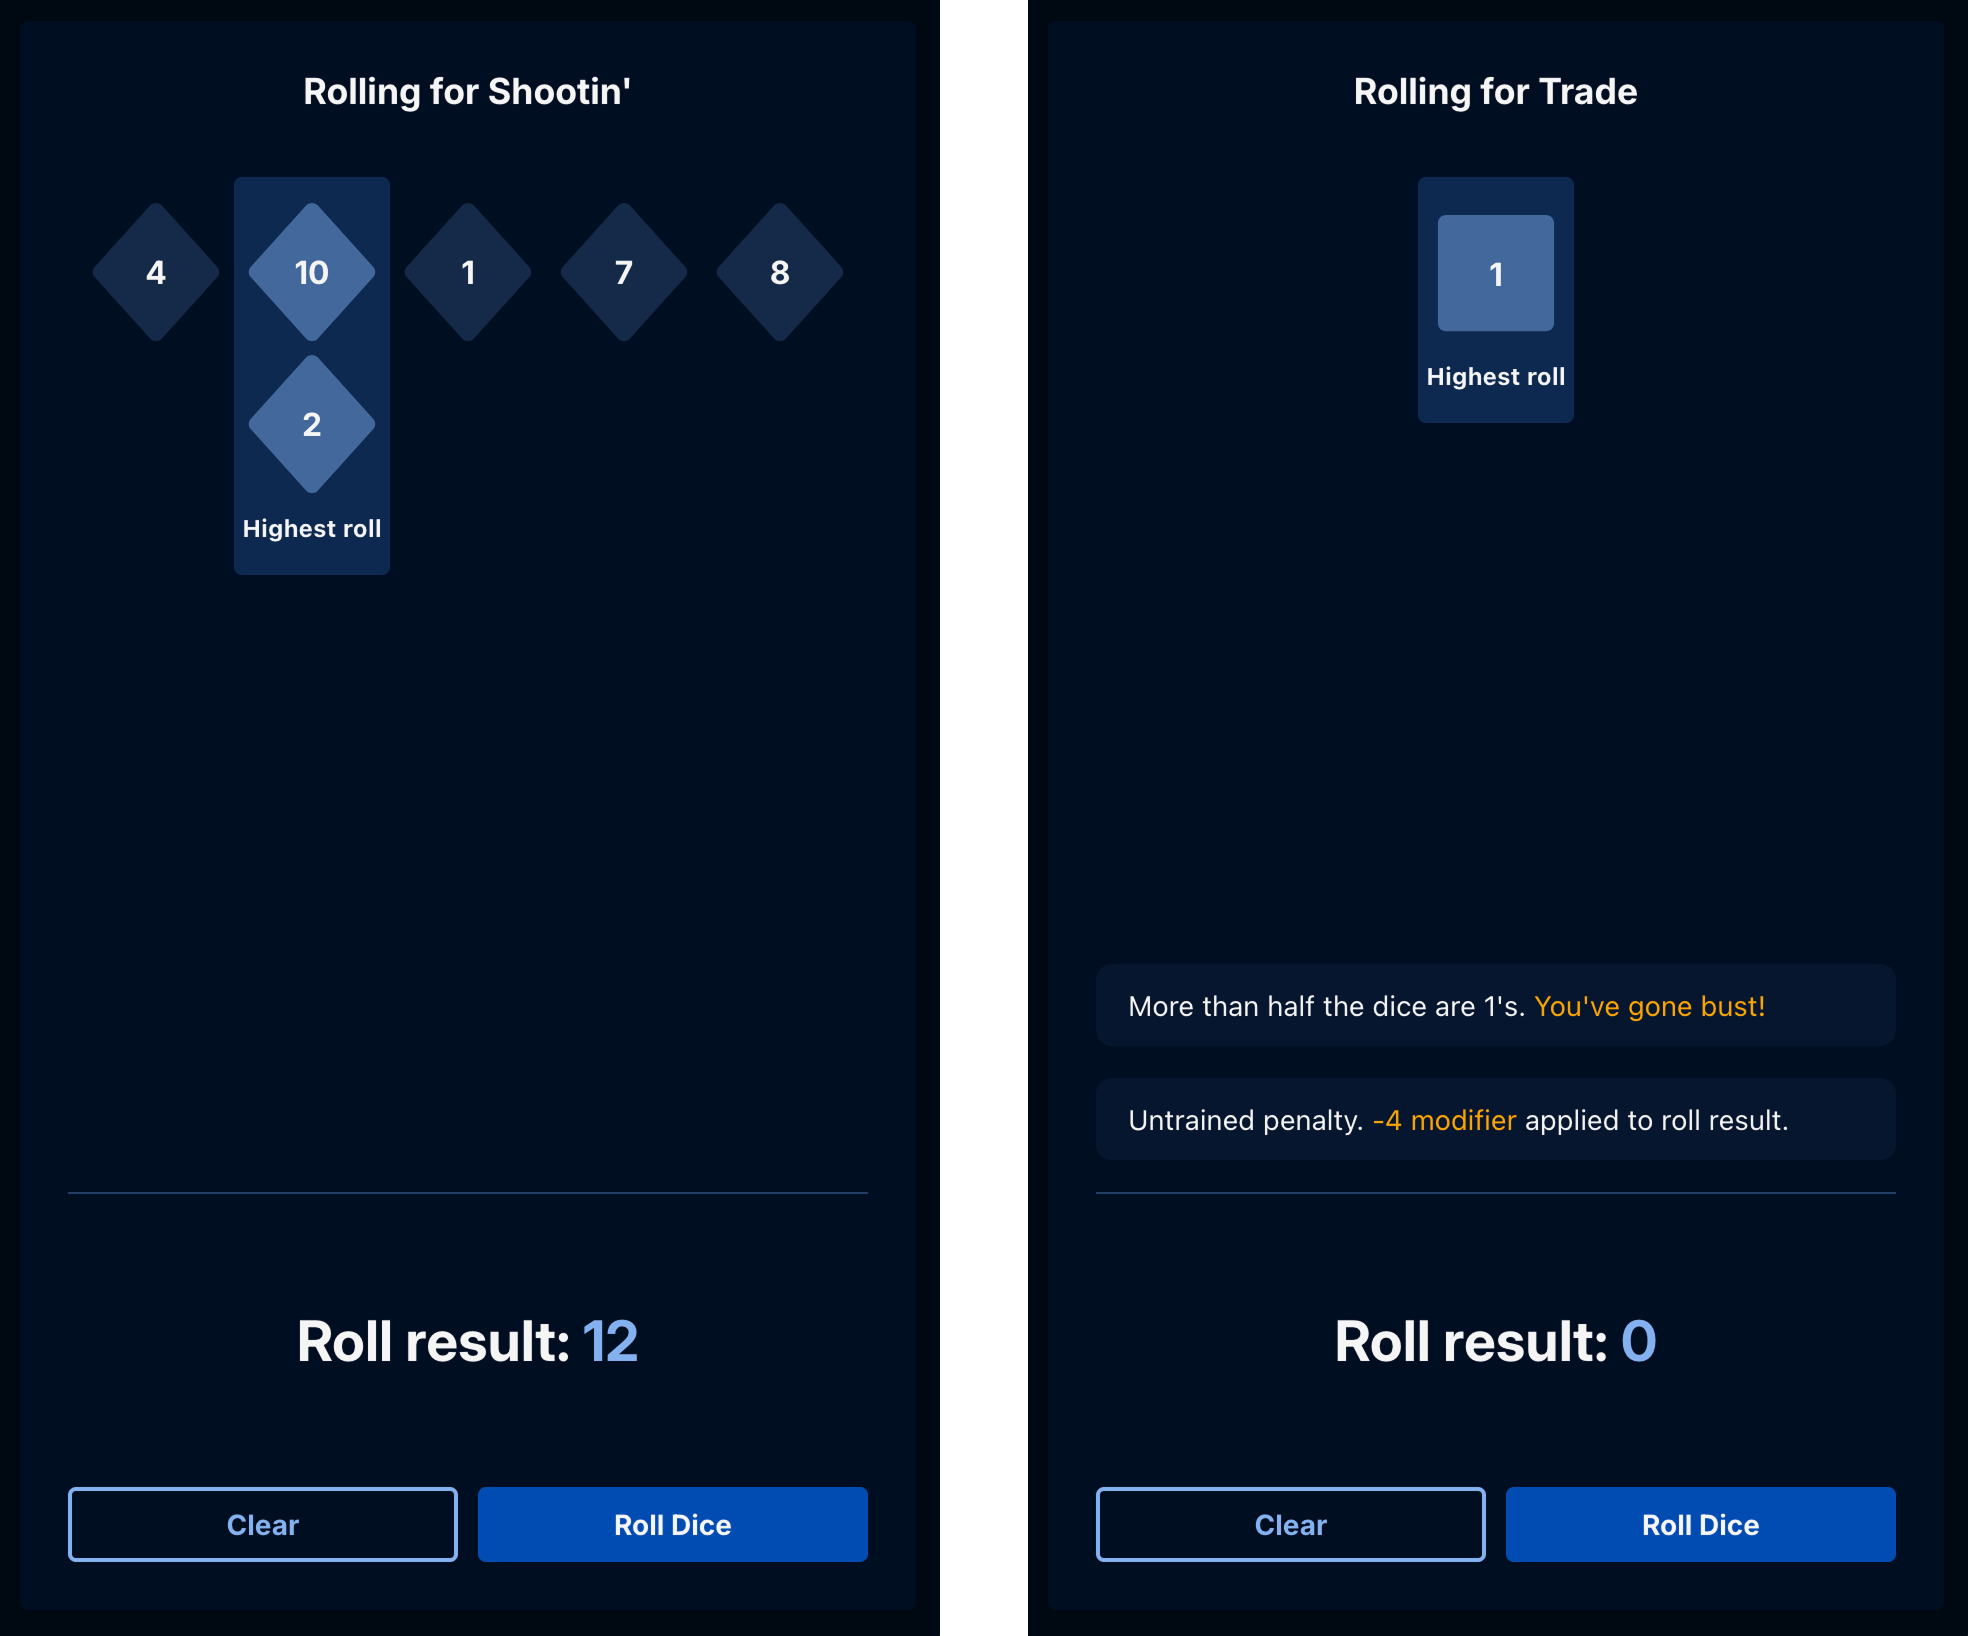 Rolling for Shootin'
4
10
1
7
8
2
Highest roll
Roll result: 12
Clear
Roll Dice
Rolling for Trade
1
Highest roll
More than half the dice are 1's. You've gone bust!
Untrained penalty. -4 modifier applied to roll result.
Roll result: 0
Clear
Roll Dice